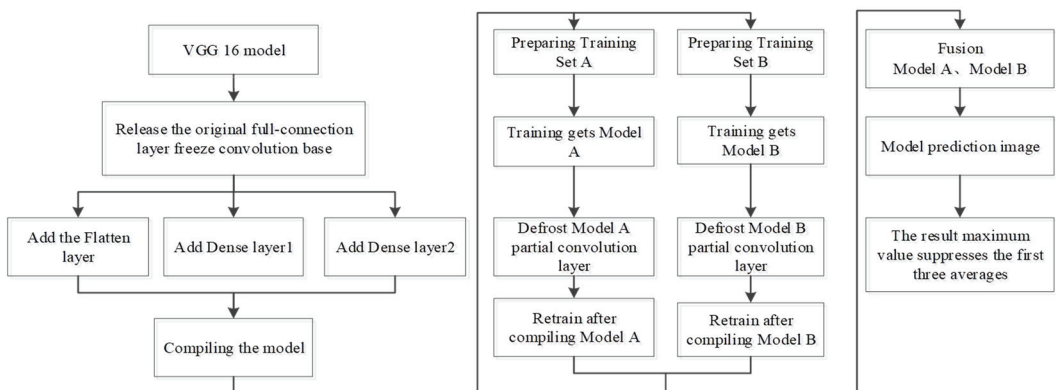 VGG 16 model
Release the original full-connection
layer freeze convolution base
Add the Flatten
layer
Add Dense layer1
Add Dense layer2
Compiling the model
Preparing Training
Set A
Training gets Model
A
Defrost Model A
partial convolution
layer
Retrain after
compiling Model A
Preparing Training
Set B
Training gets
Model B
Defrost Model B
partial convolution
layer
Retrain after
compiling Model B
Fusion
Model A、Model B
Model prediction image
The result maximum
value suppresses the first
three averages